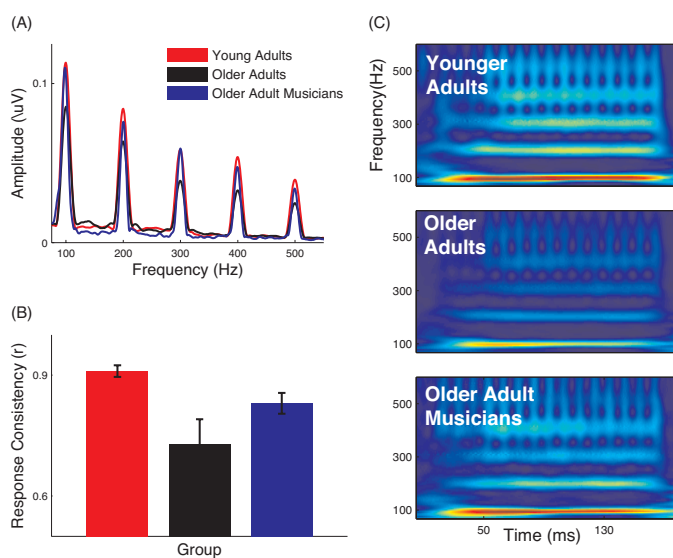 (A)
Amplitude (\uV)
0.1
0
Young Adults
Older Adults
Older Adult Musicians
100
200
300
400
500
Frequency (Hz)
(B)
Response Consistency (r)
0.9
0.6
Group
(C)
Frequency(Hz)
500
300
100
Younger
Adults
500
300
100
Older
Adults
500
300
100
Older Adult
Musicians
50
Time (ms)
130